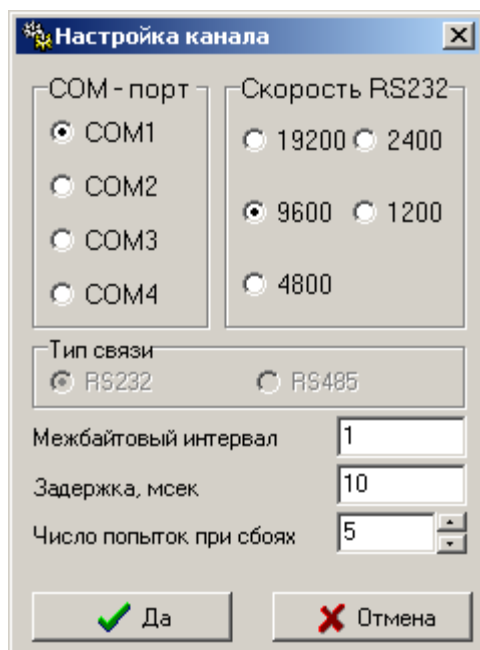 Настройка канала
COM - порт
COM1
COM2
COM3
COM4
Скорость RS232
19200 2400
9600 1200
4800
Тип связи
RS232 RS485
Межбайтовый интервал 1
Задержка, мсек 10
Число попыток при сбоях 5
Да Отмена